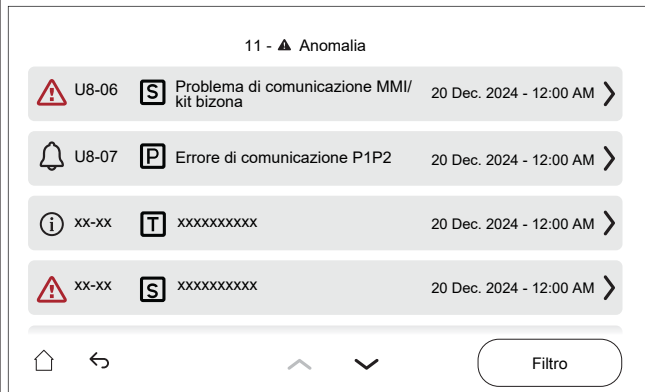 11 - Anomalia
U8-06 S Problema di comunicazione MMI/
kit bizona 20 Dec. 2024 - 12:00 AM
U8-07 P Errore di comunicazione P1P2 20 Dec. 2024 - 12:00 AM
xx-xx T xxxxxxxxxx 20 Dec. 2024 - 12:00 AM
xx-xx S xxxxxxxxxx 20 Dec. 2024 - 12:00 AM
Filtro